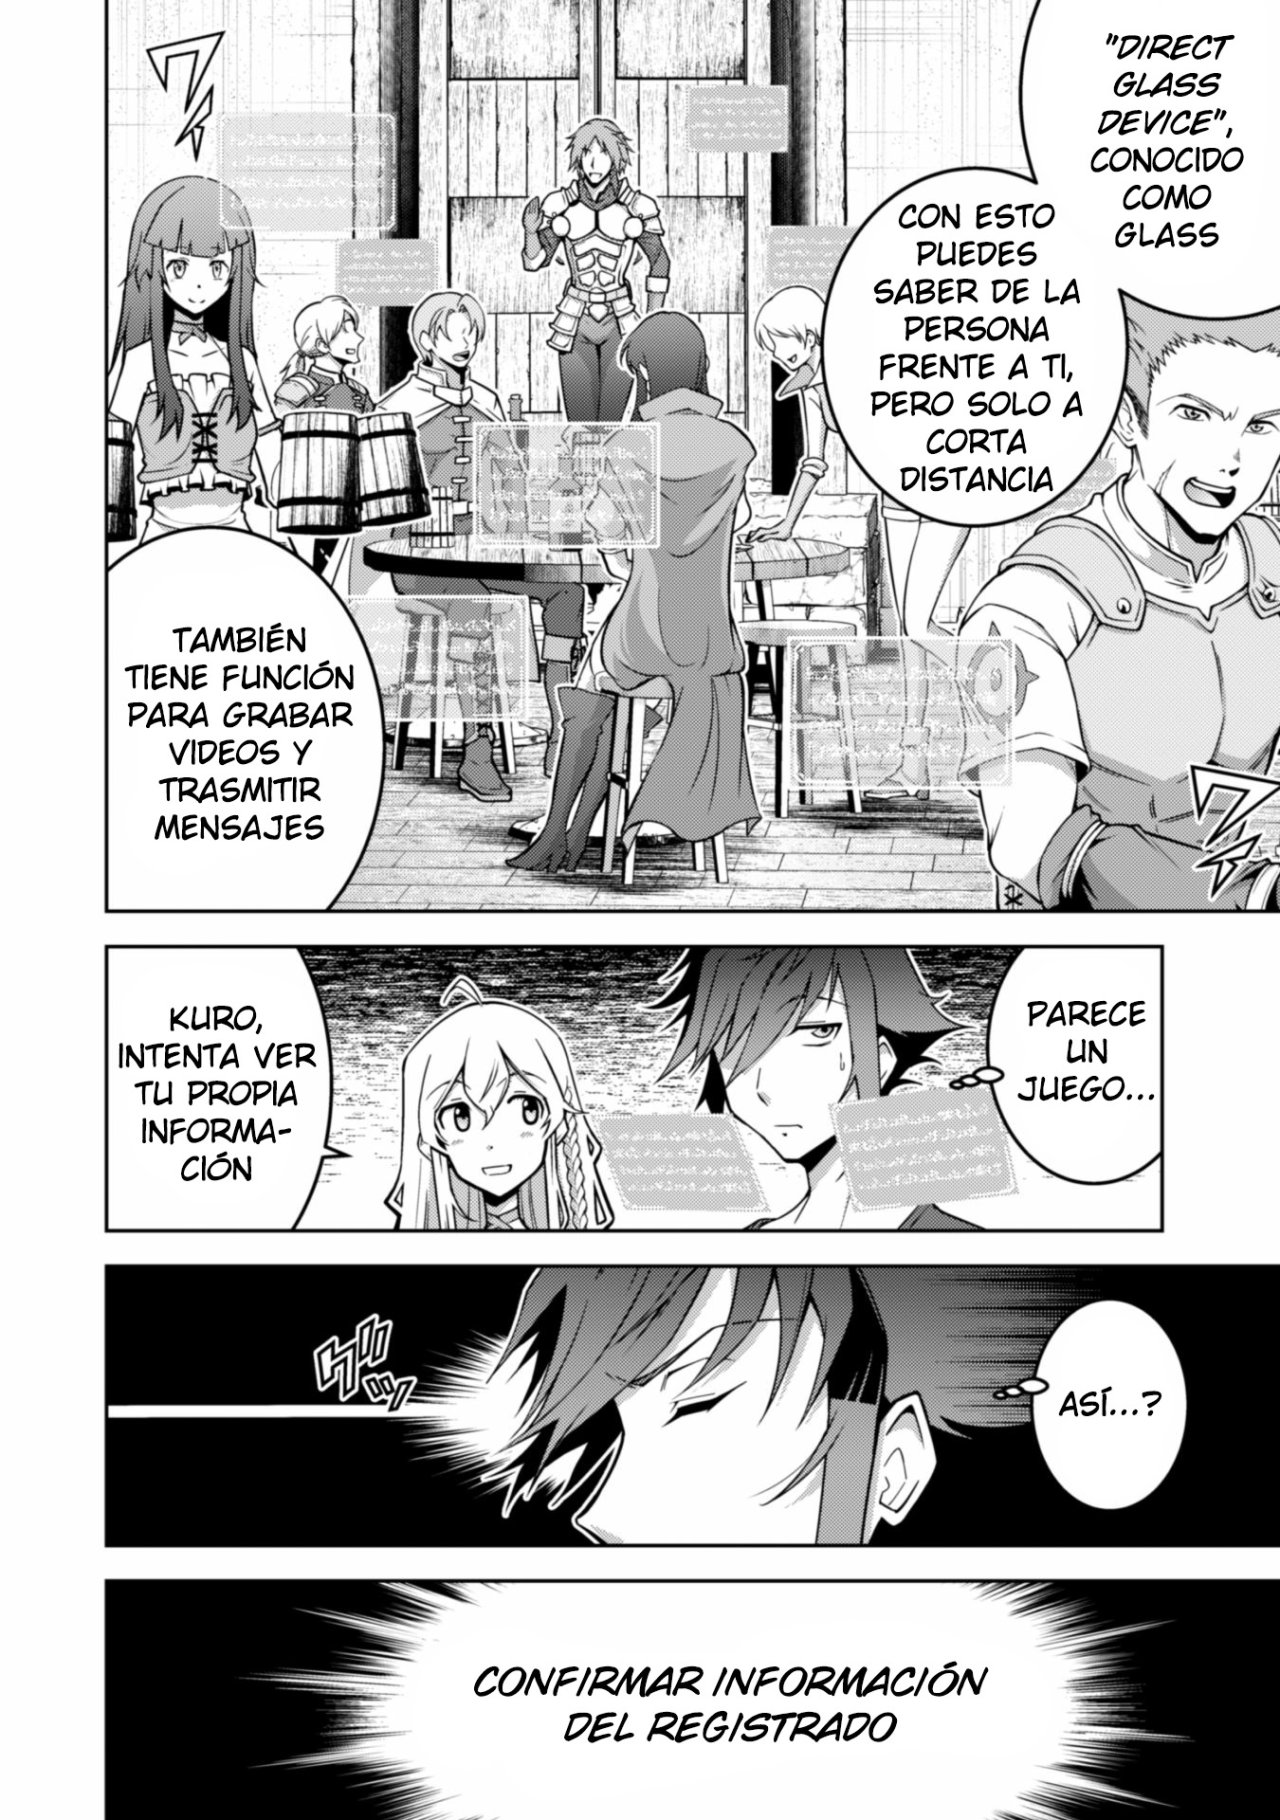 "DIRECT
GLASS
DEVICE",
CONOCIDO
COMO
GLASS
CON ESTO
PUEDES
SABER DE LA
PERSONA
FRENTE A TI,
PERO SOLO A
CORTA
DISTANCIA
TAMBIÉN
TIENE FUNCIÓN
PARA GRABAR
VIDEOS Y
TRASMITIR
MENSAJES
PARECE
UN
JUEGO...
KURO,
INTENTA VER
TU PROPIA
INFORMA-
CIÓN
ASÍ...?
CONFIRMAR INFORMACIÓN
DEL REGISTRADO